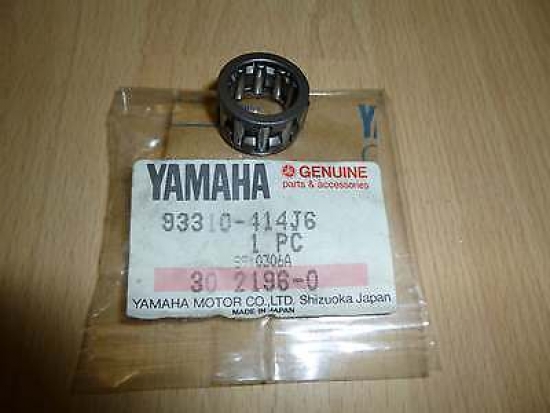 YAMAHA
GENUINE
parts & accessories
93310-414J6
1 PC
30 2196-0
YAMAHA MOTOR CO., LTD. Shizuoka Japan
MADE IN JAPAN